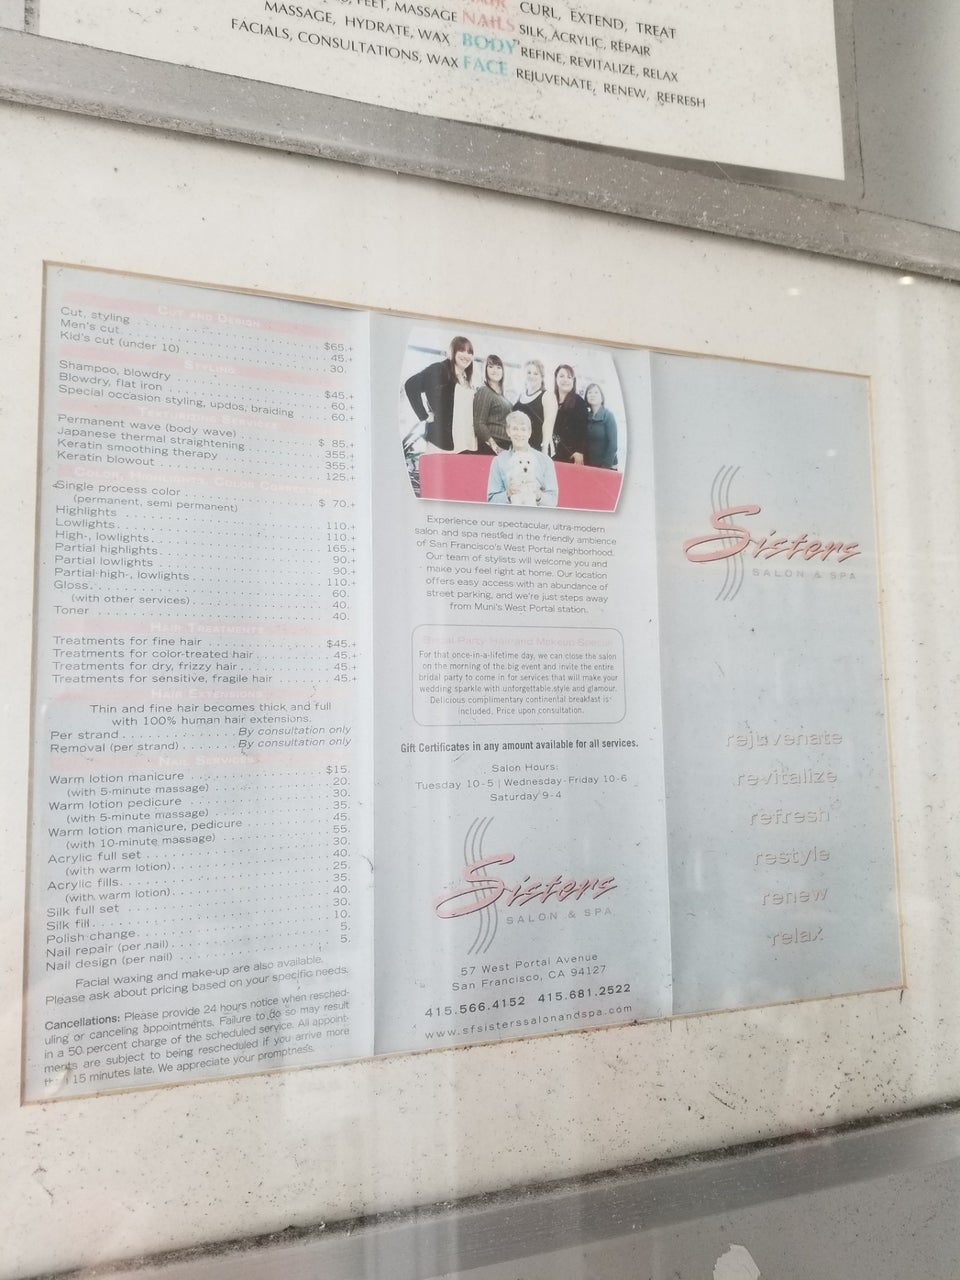 FEET, MASSAGE NAILS CURL, EXTEND, TREAT
MASSAGE, HYDRATE, WAX BODY SILK, ACRYLIC, REPAIR
FACIALS, CONSULTATIONS, WAX FACE REFINE, REVITALIZE, RELAX
REJUVENATE, RENEW, REFRESH
CUT AND DESIGN
Cut, styling $65.+
Men's cut 45.+
Kid's cut (under 10) 30.
STYLING
Shampoo, blowdry $45.+
Blowdry, flat iron 60.+
Special occasion styling, updos, braiding 60.+
TEXTURE SERVICES
Permanent wave (body wave) $ 85.+
Japanese thermal straightening 355.+
Keratin smoothing therapy 355.+
Keratin blowout 125.+
COLOR, HIGHLIGHTS, COLOR CORRECTION
Single process color $ 70.+
(permanent, semi permanent)
Highlights 110.+
Lowlights 110.+
High-, lowlights 165.+
Partial highlights 90.+
Partial lowlights 90.+
Partial high-, lowlights 110.+
Gloss 60.
(with other services) 40.
Toner 40.
HAIR TREATMENTS
Treatments for fine hair $45.+
Treatments for color-treated hair 45.+
Treatments for dry, frizzy hair 45.+
Treatments for sensitive, fragile hair 45.+
HAIR EXTENSIONS
Thin and fine hair becomes thick and full
with 100% human hair extensions.
Per strand By consultation only
Removal (per strand) By consultation only
NAIL SERVICES
Warm lotion manicure $15.
(with 5-minute massage) 20.
Warm lotion pedicure 30.
(with 5-minute massage) 35.
Warm lotion manicure, pedicure 45.
(with 10-minute massage) 55.
Acrylic full set 30.
(with warm lotion) 40.
Acrylic fills 25.
(with warm lotion) 35.
Silk full set 40.
Silk fill 30.
Polish change 10.
Nail repair (per nail) 5.
Nail design (per nail) 5.
Facial waxing and make-up are also available.
Please ask about pricing based on your specific needs.
Cancellations: Please provide 24 hours notice when resched-
uling or canceling appointments. Failure to do so may result
in a 50 percent charge of the scheduled service. All appoint-
ments are subject to being rescheduled if you arrive more
than 15 minutes late. We appreciate your promptness.
Experience our spectacular, ultra-modern
salon and spa nestled in the friendly ambience
of San Francisco's West Portal neighborhood.
Our team of stylists will welcome you and
make you feel right at home. Our location
offers easy access with an abundance of
street parking, and we're just steps away
from Muni's West Portal station.
Bridal Party Hair and Makeup Special
For that once-in-a-lifetime day, we can close the salon
on the morning of the big event and invite the entire
bridal party to come in for services that will make your
wedding sparkle with unforgettable style and glamour.
Delicious complimentary continental breakfast is
included. Price upon consultation.
Gift Certificates in any amount available for all services.
Salon Hours:
Tuesday 10-5 | Wednesday-Friday 10-6
Saturday 9-4
Sisters
SALON & SPA
57 West Portal Avenue
San Francisco, CA 94127
415.566.4152 415.681.2522
www.sfsisterssalonandspa.com
Sisters
SALON & SPA
rejuvenate
revitalize
refresh
restyle
renew
relax